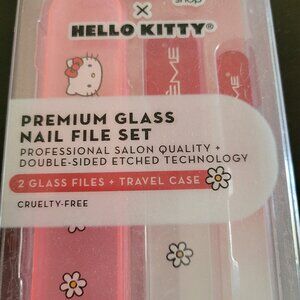 shop
×
HELLO KITTY®
PREMIUM GLASS
NAIL FILE SET
PROFESSIONAL SALON QUALITY +
DOUBLE-SIDED ETCHED TECHNOLOGY
2 GLASS FILES + TRAVEL CASE
CRUELTY-FREE